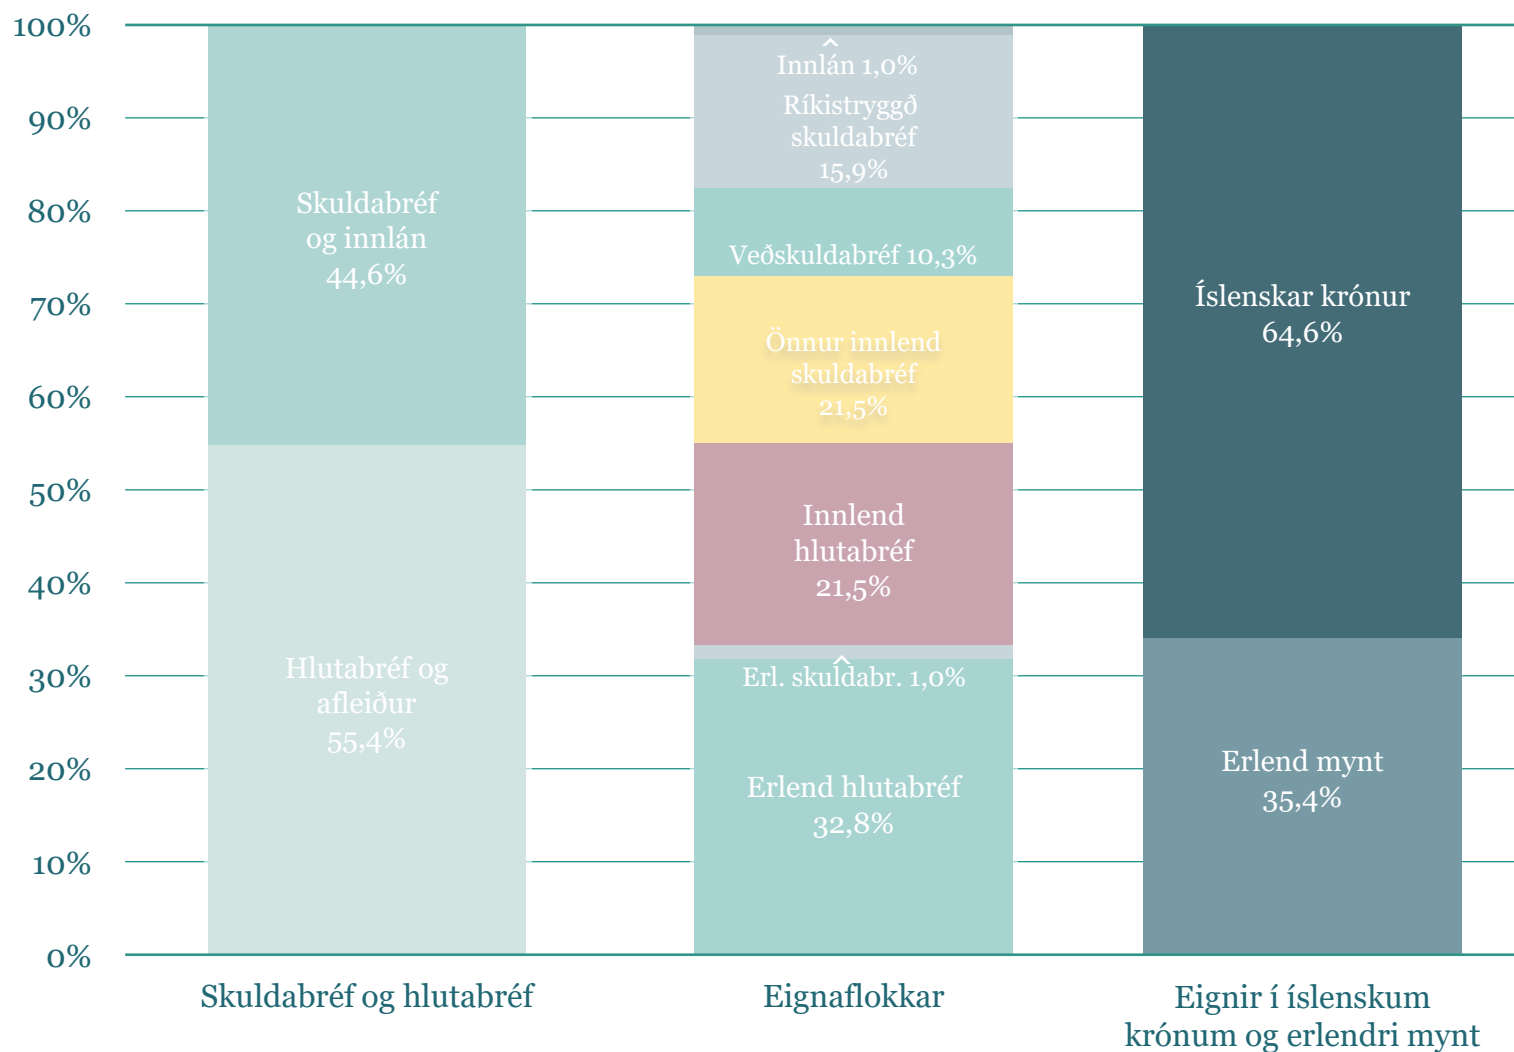 100%
90%
80%
70%
60%
50%
40%
30%
20%
10%
0%
Skuldabréf
og innlán
44,6%
Hlutabréf og
afleiður
55,4%
Skuldabréf og hlutabréf
Innlán 1,0%
Ríkistryggð
skuldabréf
15,9%
Veðskuldabréf 10,3%
Önnur innlend
skuldabréf
21,5%
Innlend
hlutabréf
21,5%
Erl. skuldabr. 1,0%
Erlend hlutabréf
32,8%
Eignaflokkar
Íslenskar krónur
64,6%
Erlend mynt
35,4%
Eignir í íslenskum
krónum og erlendri mynt